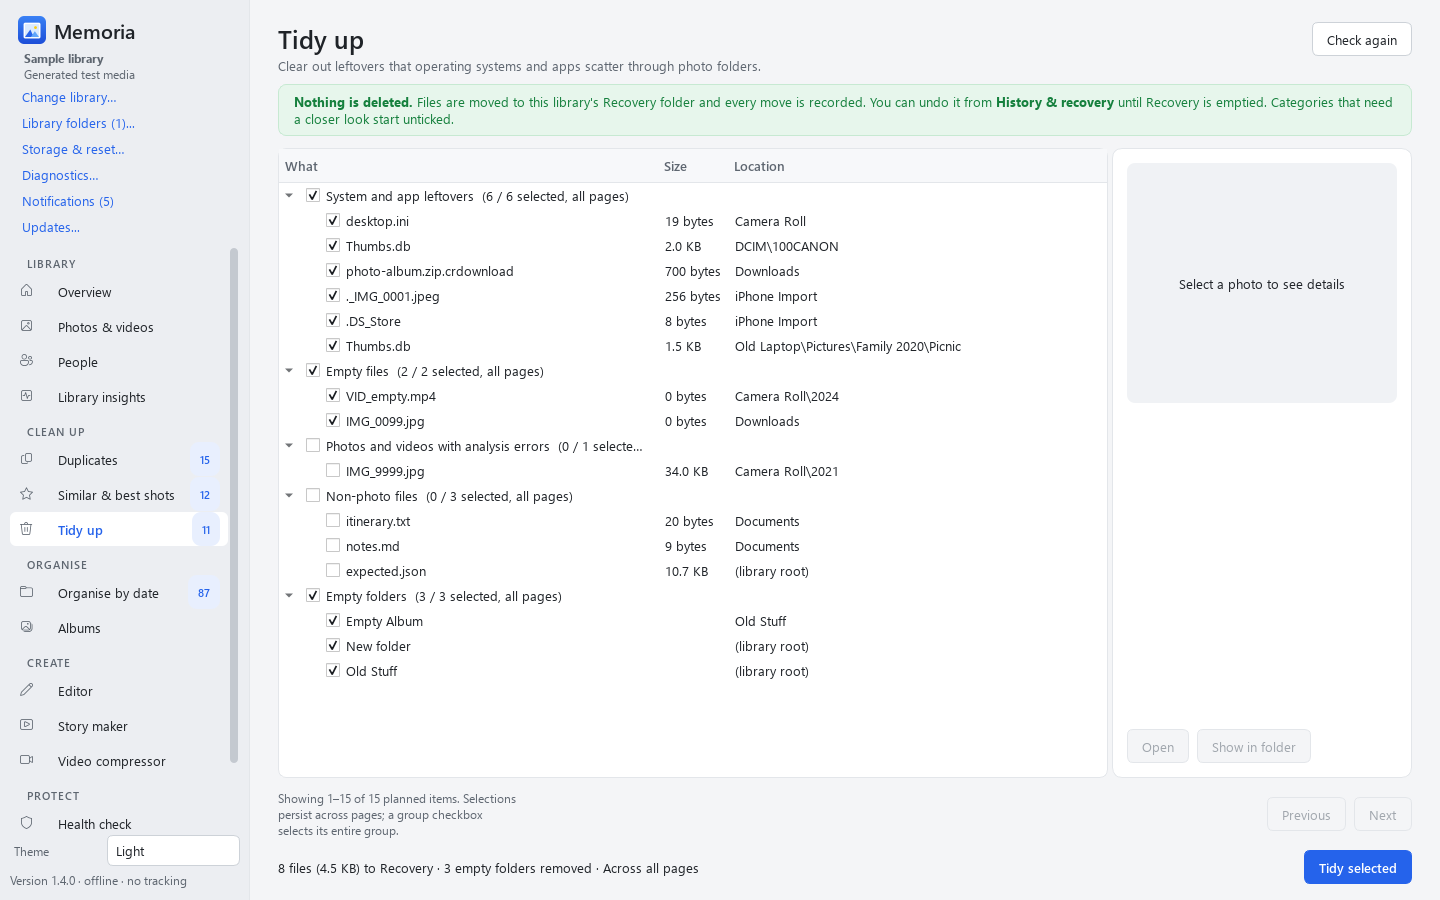 Memoria
Sample library
Generated test media
Change library...
Library folders (1)...
Storage & reset...
Diagnostics...
Notifications (5)
Updates...
LIBRARY
Overview
Photos & videos
People
Library insights
CLEAN UP
Duplicates 15
Similar & best shots 12
Tidy up 11
ORGANISE
Organise by date 87
Albums
CREATE
Editor
Story maker
Video compressor
PROTECT
Health check
Theme Light
Version 1.4.0 · offline · no tracking
Tidy up
Check again
Clear out leftovers that operating systems and apps scatter through photo folders.
Nothing is deleted. Files are moved to this library's Recovery folder and every move is recorded. You can undo it from History & recovery until Recovery is emptied. Categories that need
a closer look start unticked.
What Size Location
System and app leftovers (6 / 6 selected, all pages)
desktop.ini 19 bytes Camera Roll
Thumbs.db 2.0 KB DCIM\100CANON
photo-album.zip.crdownload 700 bytes Downloads
._IMG_0001.jpeg 256 bytes iPhone Import
.DS_Store 8 bytes iPhone Import
Thumbs.db 1.5 KB Old Laptop\Pictures\Family 2020\Picnic
Empty files (2 / 2 selected, all pages)
VID_empty.mp4 0 bytes Camera Roll\2024
IMG_0099.jpg 0 bytes Downloads
Photos and videos with analysis errors (0 / 1 selecte...
IMG_9999.jpg 34.0 KB Camera Roll\2021
Non-photo files (0 / 3 selected, all pages)
itinerary.txt 20 bytes Documents
notes.md 9 bytes Documents
expected.json 10.7 KB (library root)
Empty folders (3 / 3 selected, all pages)
Empty Album Old Stuff
New folder (library root)
Old Stuff (library root)
Select a photo to see details
Open Show in folder
Showing 1–15 of 15 planned items. Selections
persist across pages; a group checkbox
selects its entire group.
Previous Next
8 files (4.5 KB) to Recovery · 3 empty folders removed · Across all pages
Tidy selected